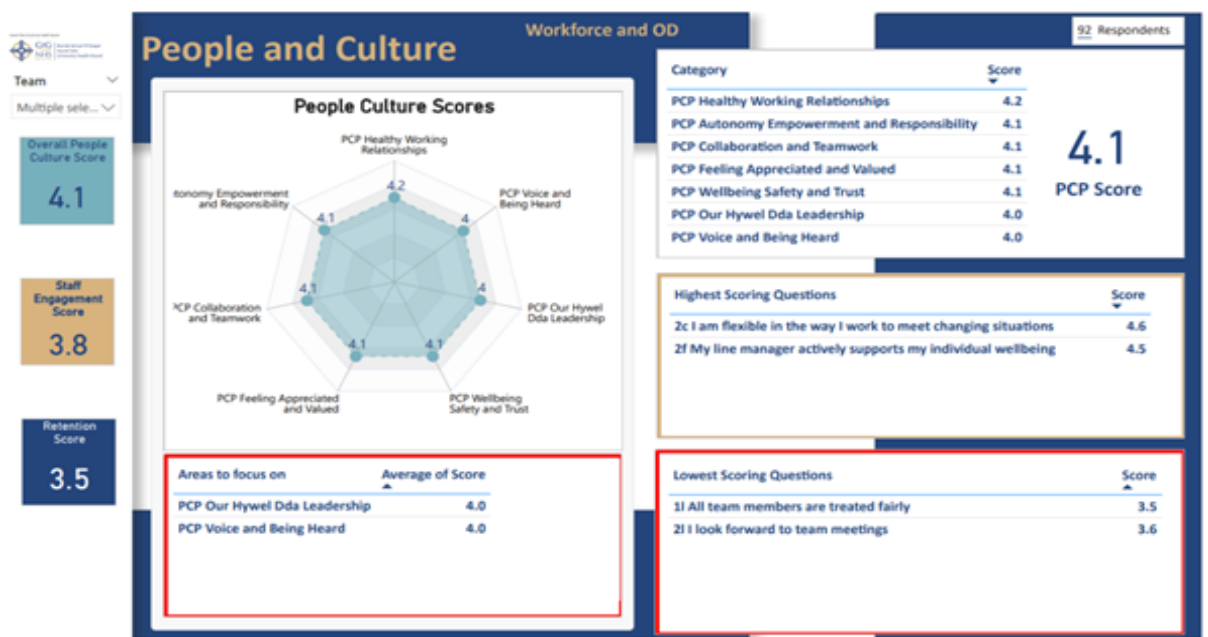 GIG
NHS
Team
Multiple sele...
Overall People
Culture Score
4.1
Staff
Engagement
Score
3.8
Retention
Score
3.5
People and Culture
Workforce and OD
92 Respondents
People Culture Scores
PCP Healthy Working
Relationships
4.2
PCP Voice and
Being Heard
4
PCP Our Hywel
Dda Leadership
4
PCP Wellbeing
Safety and Trust
4.1
PCP Feeling Appreciated
and Valued
4.1
PCP Collaboration
and Teamwork
4.1
tonomy Empowerment
and Responsibility
4.1
Areas to focus on Average of Score
PCP Our Hywel Dda Leadership 4.0
PCP Voice and Being Heard 4.0
Category Score
PCP Healthy Working Relationships 4.2
PCP Autonomy Empowerment and Responsibility 4.1
PCP Collaboration and Teamwork 4.1
PCP Feeling Appreciated and Valued 4.1
PCP Wellbeing Safety and Trust 4.1
PCP Our Hywel Dda Leadership 4.0
PCP Voice and Being Heard 4.0
4.1
PCP Score
Highest Scoring Questions Score
2c I am flexible in the way I work to meet changing situations 4.6
2f My line manager actively supports my individual wellbeing 4.5
Lowest Scoring Questions Score
1l All team members are treated fairly 3.5
2l I look forward to team meetings 3.6